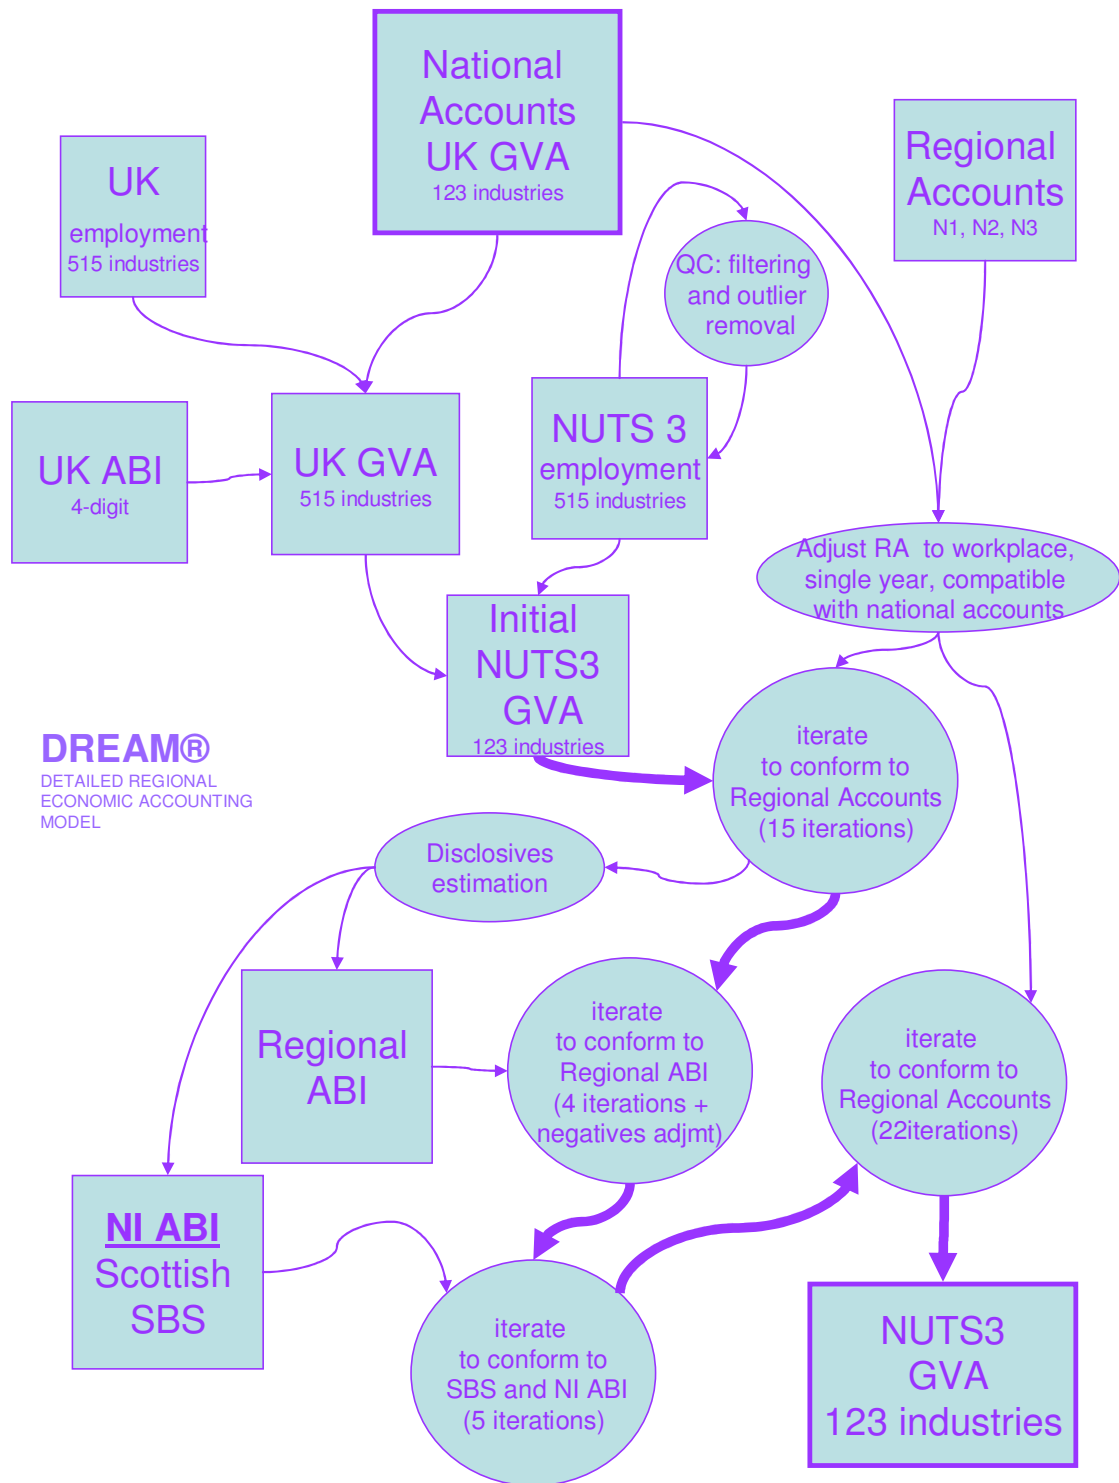 National
Accounts
UK GVA
123 industries
Regional
Accounts
N1, N2, N3
UK
employment
515 industries
QC: filtering
and outlier
removal
UK ABI
4-digit
UK GVA
515 industries
NUTS 3
employment
515 industries
Adjust RA to workplace,
single year, compatible
with national accounts
Initial
NUTS3
GVA
123 industries
DREAM®
DETAILED REGIONAL
ECONOMIC ACCOUNTING
MODEL
iterate
to conform to
Regional Accounts
(15 iterations)
Disclosives
estimation
Regional
ABI
iterate
to conform to
Regional ABI
(4 iterations +
negatives adjmt)
iterate
to conform to
Regional Accounts
(22iterations)
NI ABI
Scottish
SBS
iterate
to conform to
SBS and NI ABI
(5 iterations)
NUTS3
GVA
123 industries